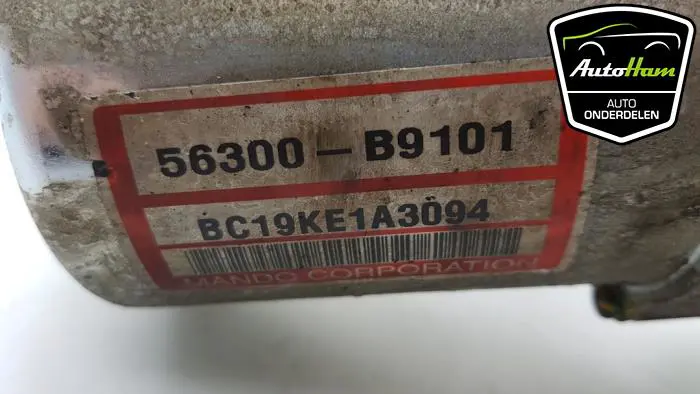 AutoHam
AUTO
ONDERDELEN
56300 - B9101
BC19KE1A3094
MANDO CORPORATION